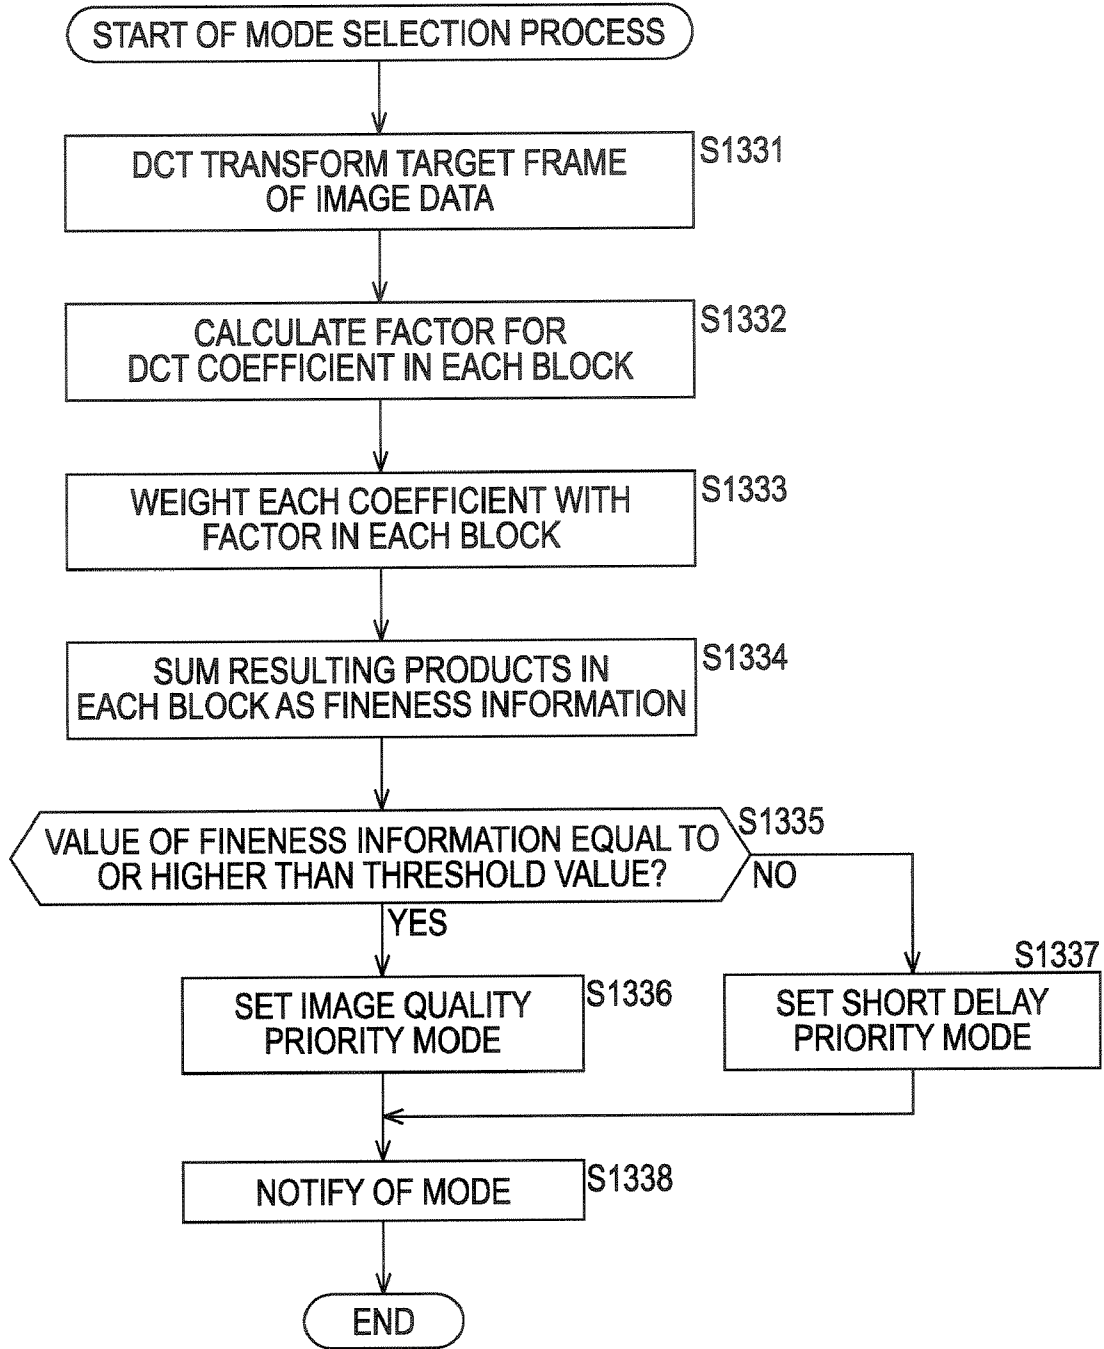 START OF MODE SELECTION PROCESS
DCT TRANSFORM TARGET FRAME
OF IMAGE DATA
S1331
CALCULATE FACTOR FOR
DCT COEFFICIENT IN EACH BLOCK
S1332
WEIGHT EACH COEFFICIENT WITH
FACTOR IN EACH BLOCK
S1333
SUM RESULTING PRODUCTS IN
EACH BLOCK AS FINENESS INFORMATION
S1334
VALUE OF FINENESS INFORMATION EQUAL TO
OR HIGHER THAN THRESHOLD VALUE?
S1335
NO
YES
SET IMAGE QUALITY
PRIORITY MODE
S1336
S1337
SET SHORT DELAY
PRIORITY MODE
NOTIFY OF MODE
S1338
END